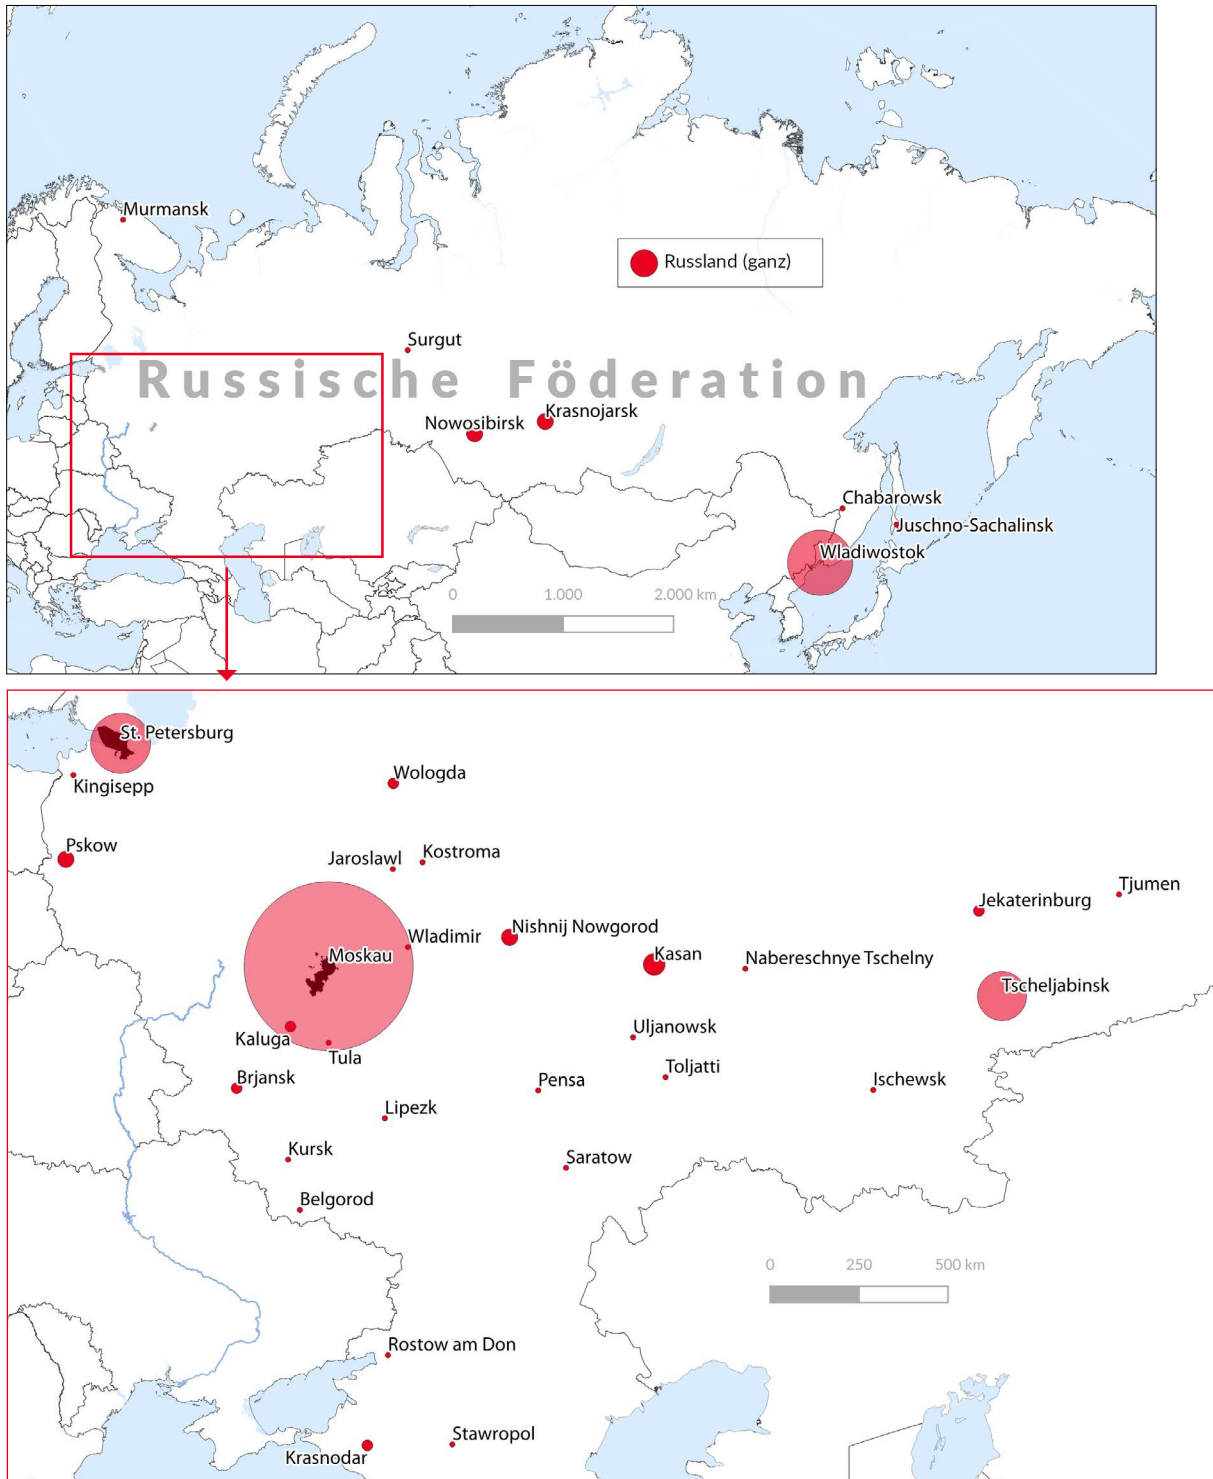 Murmansk
Russland (ganz)
Surgut
Russische Föderation
Krasnojarsk
Nowosibirsk
Chabarowsk
Juschno-Sachalinsk
Wladiwostok
0 1.000 2.000 km
St. Petersburg
Wologda
Kingisepp
Pskow
Kostroma
Jaroslawl
Tjumen
Jekaterinburg
Nishnij Nowgorod
Wladimir
Moskau
Kasan
Nabereschnye Tschelny
Tscheljabinsk
Uljanowsk
Kaluga
Tula
Toljatti
Brjansk
Pensa
Ischewsk
Lipezk
Kursk
Saratow
Belgorod
0 250 500 km
Rostow am Don
Stawropol
Krasnodar